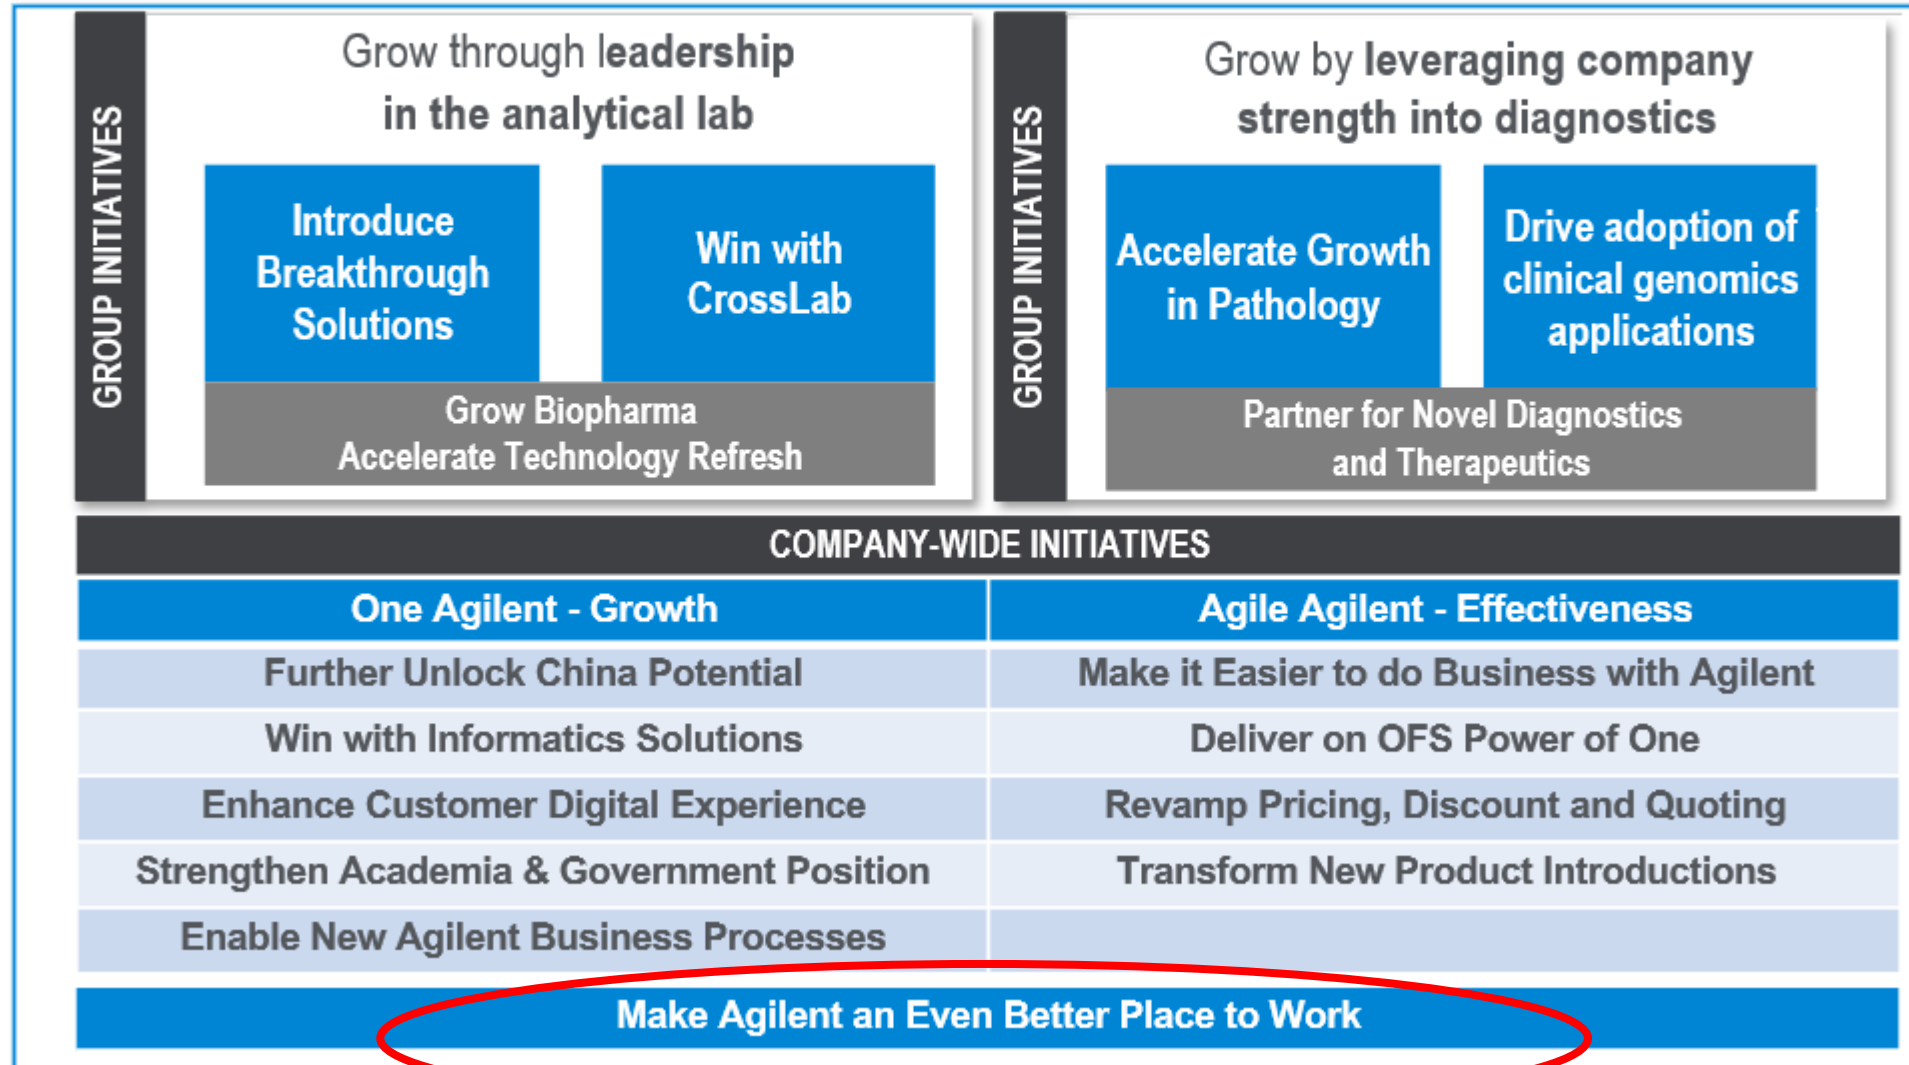 GROUP INITIATIVES
Grow through leadership
in the analytical lab
Introduce
Breakthrough
Solutions
Win with
CrossLab
Grow Biopharma
Accelerate Technology Refresh
GROUP INITIATIVES
Grow by leveraging company
strength into diagnostics
Accelerate Growth
in Pathology
Drive adoption of
clinical genomics
applications
Partner for Novel Diagnostics
and Therapeutics
COMPANY-WIDE INITIATIVES
One Agilent - Growth
Agile Agilent - Effectiveness
Further Unlock China Potential
Make it Easier to do Business with Agilent
Win with Informatics Solutions
Deliver on OFS Power of One
Enhance Customer Digital Experience
Revamp Pricing, Discount and Quoting
Strengthen Academia & Government Position
Transform New Product Introductions
Enable New Agilent Business Processes
Make Agilent an Even Better Place to Work